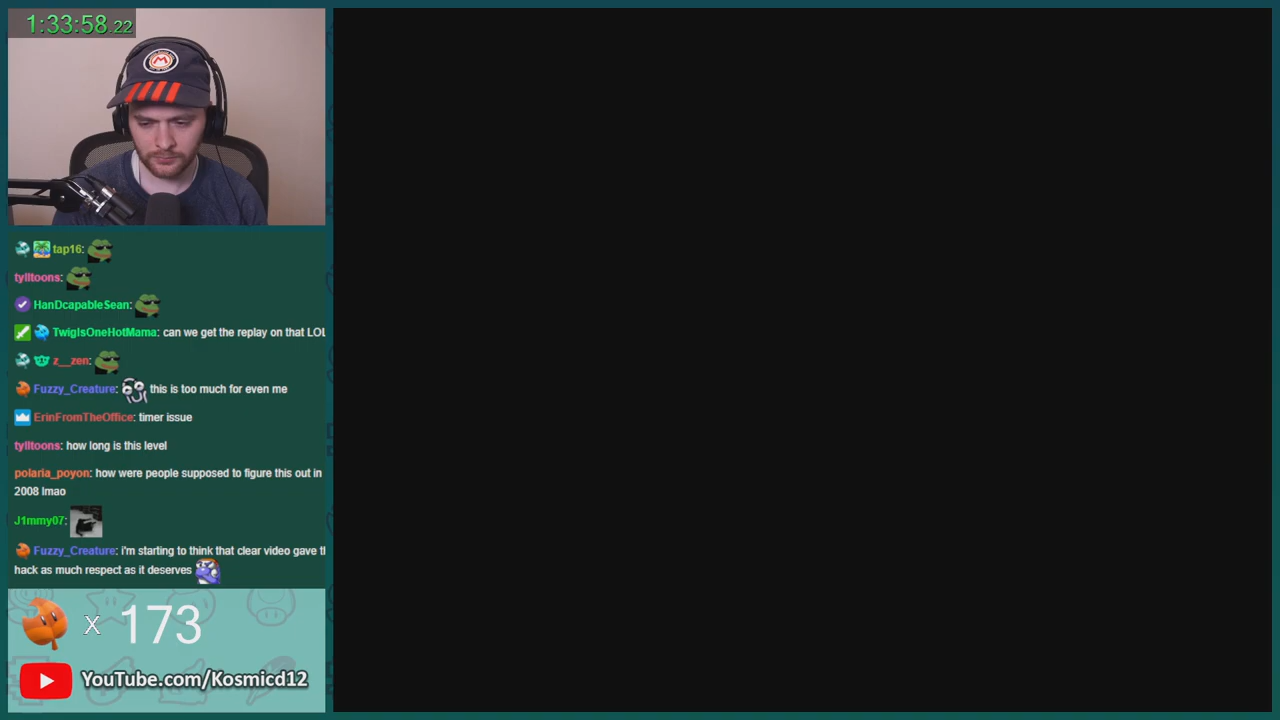 1:33:58.22
M
tap16:
tylltoons:
HanDcapableSean:
TwigIsOneHotMama: can we get the replay on that LOL
z__zen:
Fuzzy_Creature: this is too much for even me
ErinFromTheOffice: timer issue
tylltoons: how long is this level
polaria_poyon: how were people supposed to figure this out in
2008 lmao
J1mmy07:
Fuzzy_Creature: i'm starting to think that clear video gave
hack as much respect as it deserves
x 173
YouTube.com/Kosmicd12